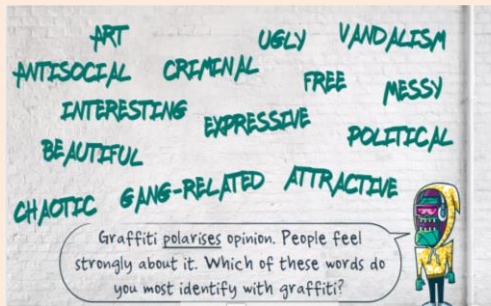 ART UGLY VANDALISM
ANTISOCIAL CRIMINAL FREE MESSY
INTERESTING EXPRESSIVE POLITICAL
BEAUTIFUL
CHAOTIC GANG-RELATED ATTRACTIVE
Graffiti polarises opinion. People feel
strongly about it. Which of these words do
you most identify with graffiti?